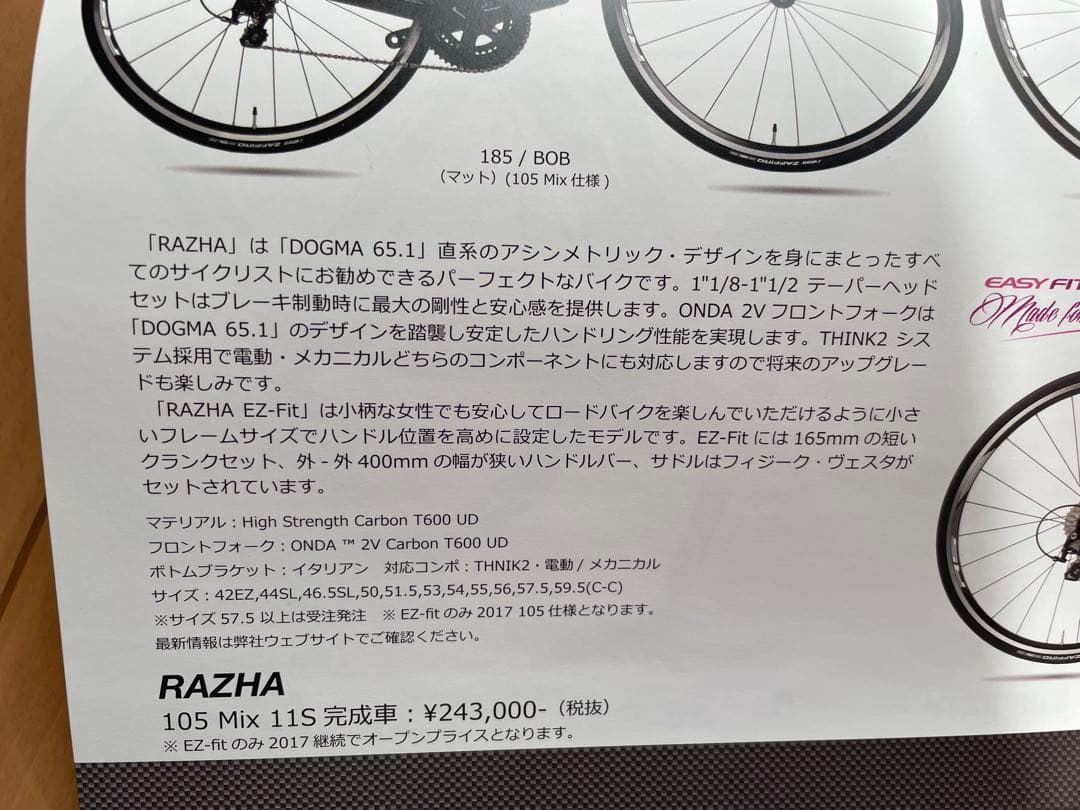 185 / BOB
（マット）(105 Mix 仕様 )
「RAZHA」は「DOGMA 65.1」直系のアシンメトリック・デザインを身にまとったすべ
てのサイクリストにお勧めできるパーフェクトなバイクです。1"1/8-1"1/2 テーパーヘッド
セットはブレーキ制動時に最大の剛性と安心感を提供します。ONDA 2V フロントフォークは
「DOGMA 65.1」のデザインを踏襲し安定したハンドリング性能を実現します。THINK2 シス
テム採用で電動・メカニカルどちらのコンポーネントにも対応しますので将来のアップグレー
ドも楽しみです。
「RAZHA EZ-Fit」は小柄な女性でも安心してロードバイクを楽しんでいただけるように小さ
いフレームサイズでハンドル位置を高めに設定したモデルです。EZ-Fit には 165mm の短い
クランクセット、外 - 外 400mm の幅が狭いハンドルバー、サドルはフィジーク・ヴェスタが
セットされています。
マテリアル : High Strength Carbon T600 UD
フロントフォーク : ONDA ™ 2V Carbon T600 UD
ボトムブラケット : イタリアン 対応コンポ : THNIK2・電動 / メカニカル
サイズ : 42EZ,44SL,46.5SL,50,51.5,53,54,55,56,57.5,59.5(C-C)
※サイズ 57.5 以上は受注発注 ※ EZ-fit のみ 2017 105 仕様となります。
最新情報は弊社ウェブサイトでご確認ください。
RAZHA
105 Mix 11S 完成車 : ¥243,000-（税抜）
※ EZ-fit のみ 2017 継続でオープンプライスとなります。
EASY FIT
Made for
ZAFFIRO
ZAFFIRO
ZAFFIRO